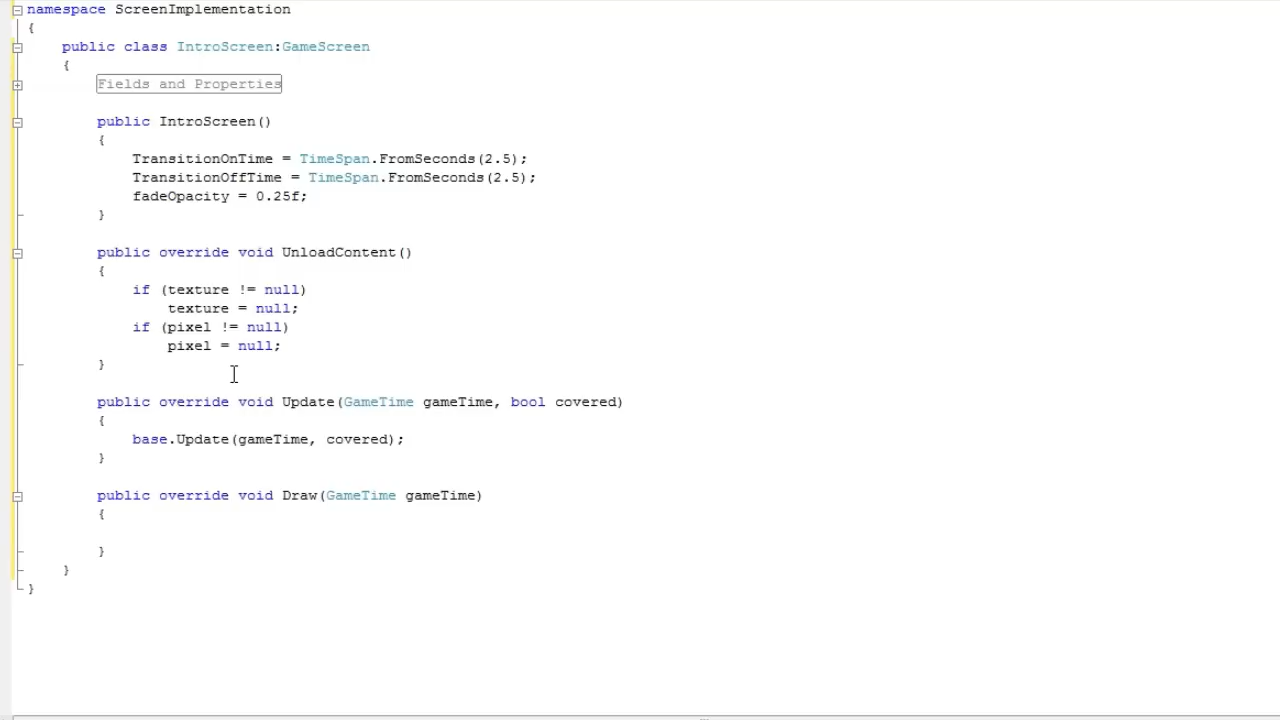 namespace ScreenImplementation
{
public class IntroScreen:GameScreen
{
Fields and Properties
public IntroScreen()
{
TransitionOnTime = TimeSpan.FromSeconds(2.5);
TransitionOffTime = TimeSpan.FromSeconds(2.5);
fadeOpacity = 0.25f;
}
public override void UnloadContent()
{
if (texture != null)
texture = null;
if (pixel != null)
pixel = null;
}
public override void Update(GameTime gameTime, bool covered)
{
base.Update(gameTime, covered);
}
public override void Draw(GameTime gameTime)
{
}
}
}